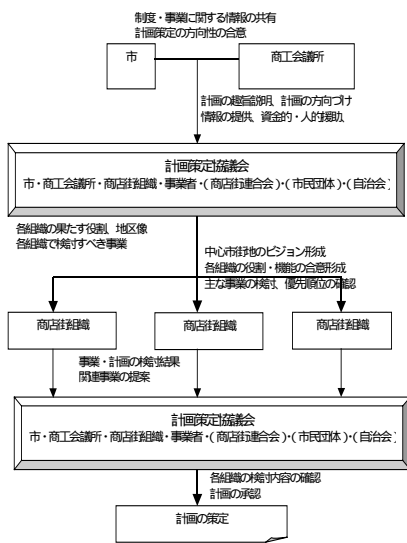 制度・事業に関する情報の共有
計画策定の方向性の合意
市
商工会議所
計画の趣旨説明、計画の方向づけ
情報の提供、資金的・人的援助、
計画策定協議会
市・商工会議所・商店街組織・事業者・(商店街連合会)・(市民団体)・(自治会)
各組織の果たす役割、地区像
各組織で検討すべき事業
中心市街地のビジョン形成
各組織の役割・機能の合意形成
主な事業の検討、優先順位の確認
商店街組織
商店街組織
商店街組織
事業・計画の検討結果
関連事業の提案
計画策定協議会
市・商工会議所・商店街組織・事業者・(商店街連合会)・(市民団体)・(自治会)
各組織の検討内容の確認
計画の承認
計画の策定